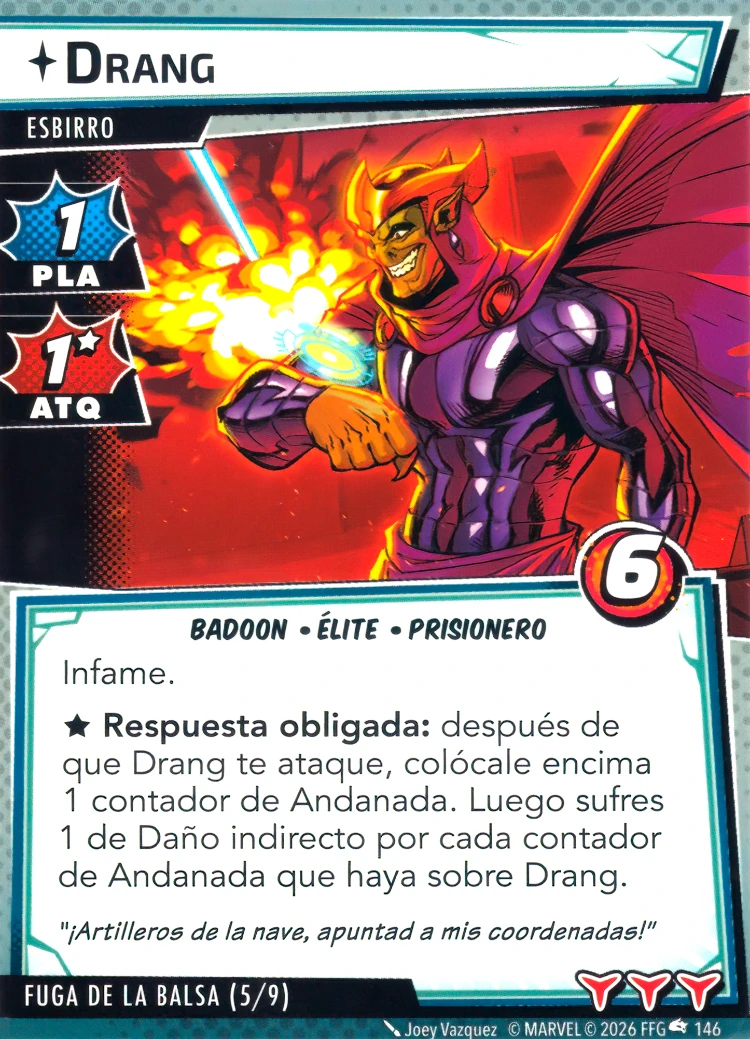 DRANG
ESBIRRO
1
PLA
1
ATQ
6
BADOON • ÉLITE • PRISIONERO
Infame.
★ Respuesta obligada: después de
que Drang te ataque, colócale encima
1 contador de Andanada. Luego sufres
1 de Daño indirecto por cada contador
de Andanada que haya sobre Drang.
"¡Artilleros de la nave, apuntad a mis coordenadas!"
FUGA DE LA BALSA (5/9)
Joey Vazquez © MARVEL © 2026 FFG 146